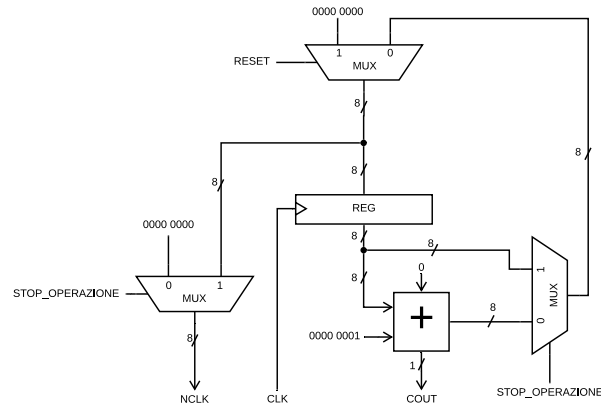 0000 0000
1 0
RESET
MUX
8
8
8
8
REG
8
8
0000 0000
0 1
8
0
1
STOP_OPERAZIONE
MUX
+
8
MUX
0
0000 0001
8
1
NCLK
CLK
COUT
STOP_OPERAZIONE